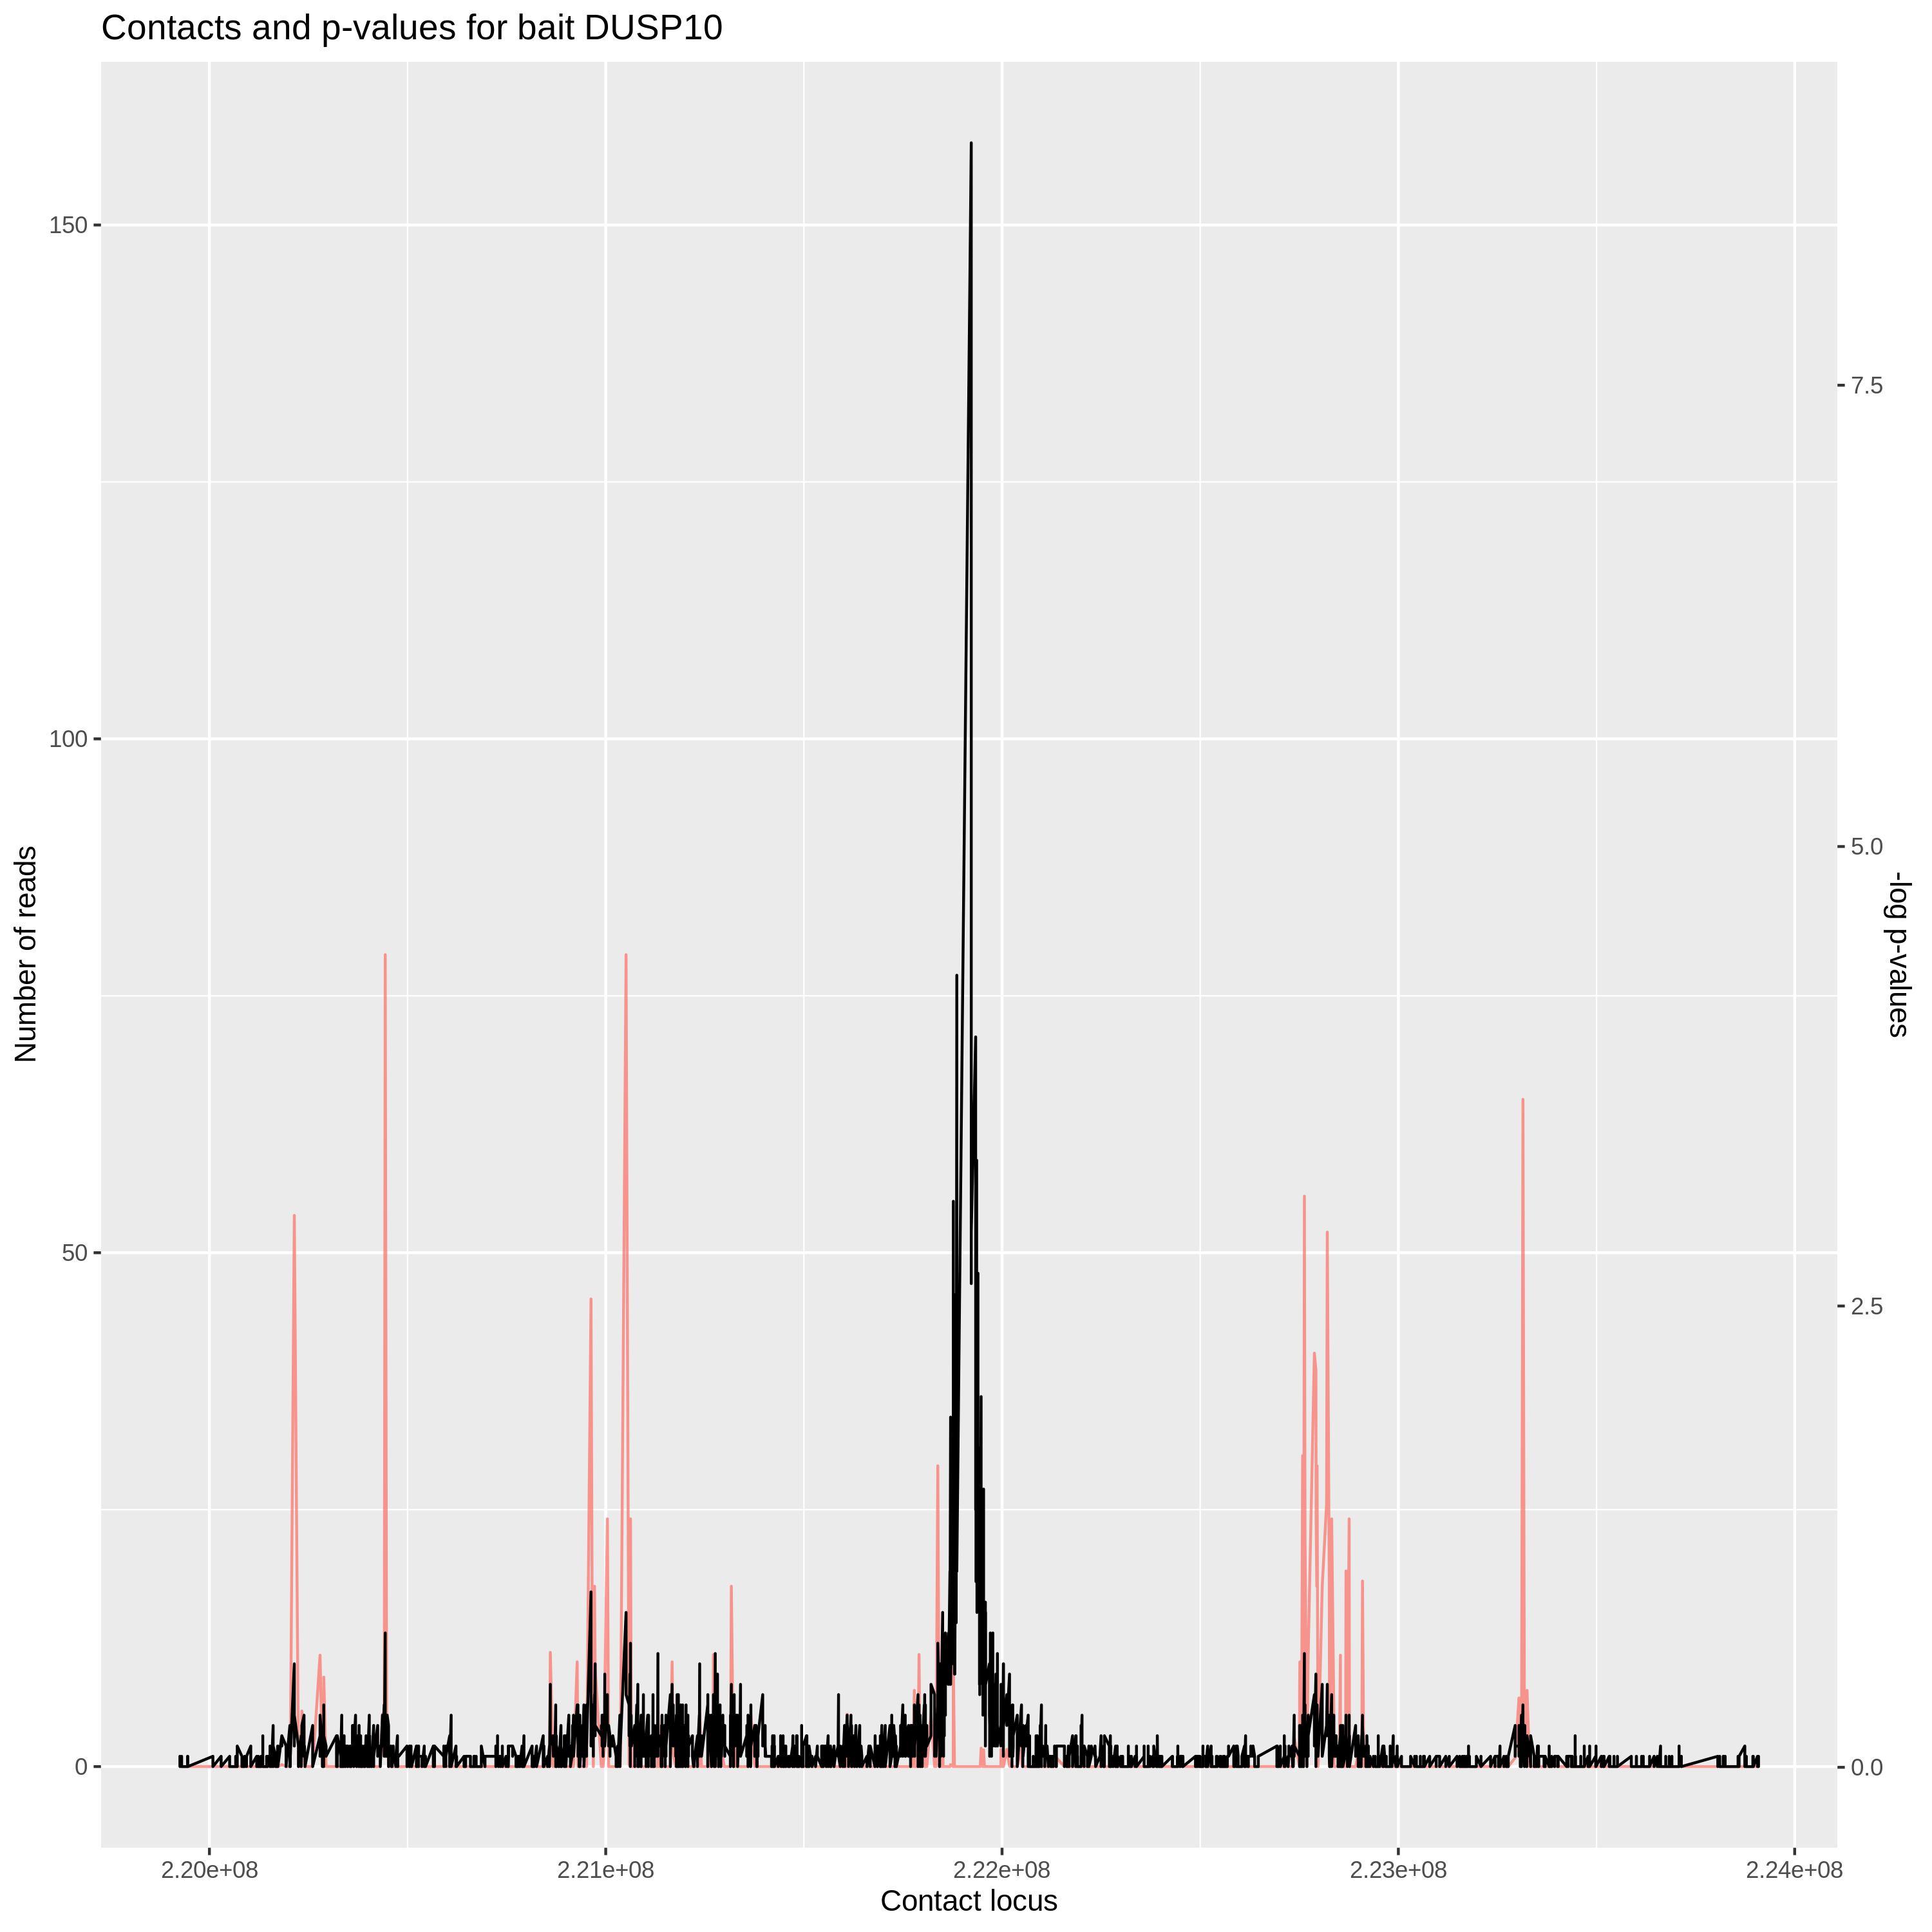 Contacts and p-values for bait DUSP10
150
100
50
0
Number of reads
7.5
5.0
2.5
0.0
-log p-values
2.20e+08
2.21e+08
2.22e+08
2.23e+08
2.24e+08
Contact locus